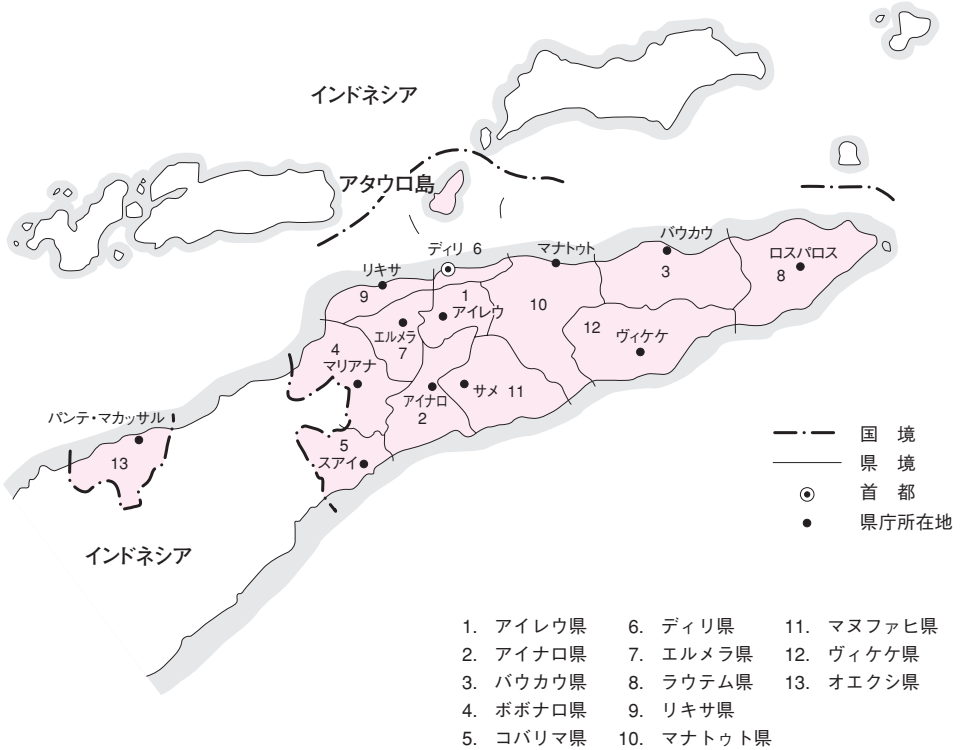 インドネシア
アタウロ島
ディリ 6
マナトゥト
バウカウ
ロスパロス
8
リキサ
9
1
アイレウ
10
3
エルメラ
7
12
ヴィケケ
4
マリアナ
アイナロ
2
サメ 11
パンテ・マカッサル
13
5
スアイ
インドネシア
国 境
県 境
首 都
県庁所在地
1. アイレウ県
2. アイナロ県
3. バウカウ県
4. ボボナロ県
5. コバリマ県
6. ディリ県
7. エルメラ県
8. ラウテム県
9. リキサ県
10. マナトゥト県
11. マヌファヒ県
12. ヴィケケ県
13. オエクシ県